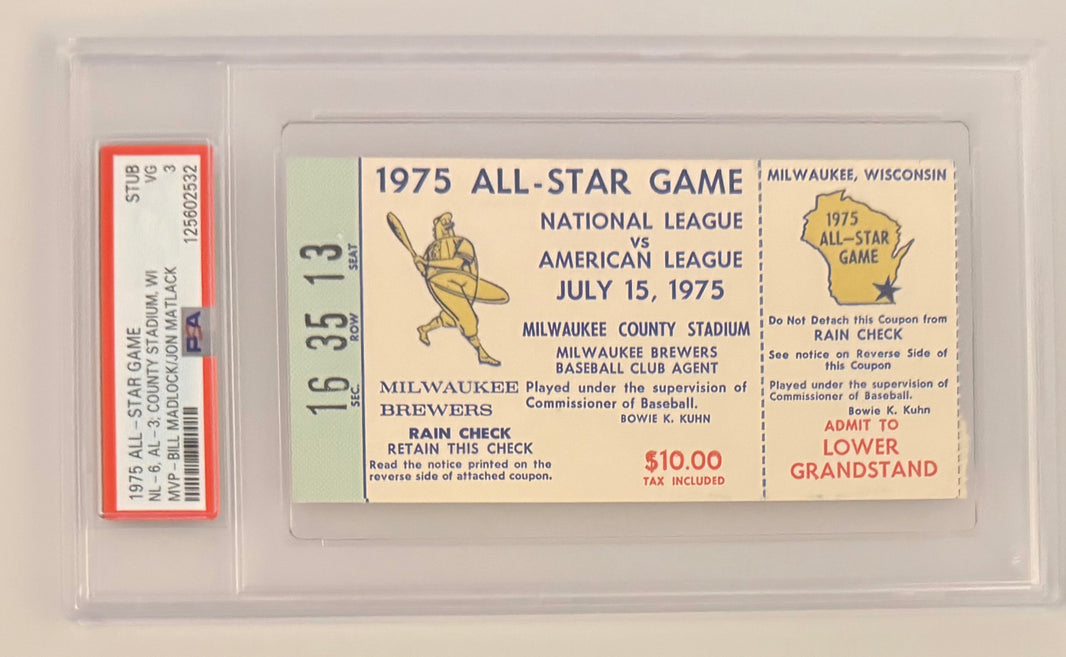 1975 ALL-STAR GAME STUB
NL-6, AL-3, COUNTY STADIUM, WI VG
MVP-BILL MADLOCK/JON MATLACK 3
125602532
PSA
16 35 13
SEC. ROW SEAT
1975 ALL-STAR GAME
NATIONAL LEAGUE
VS
AMERICAN LEAGUE
JULY 15, 1975
MILWAUKEE COUNTY STADIUM
MILWAUKEE BREWERS
BASEBALL CLUB AGENT
Played under the supervision of
Commissioner of Baseball.
BOWIE K. KUHN
MILWAUKEE
BREWERS
RAIN CHECK
RETAIN THIS CHECK
Read the notice printed on the
reverse side of attached coupon.
$10.00
TAX INCLUDED
MILWAUKEE, WISCONSIN
1975
ALL-STAR
GAME
Do Not Detach this Coupon from
RAIN CHECK
See notice on Reverse Side of
this Coupon
Played under the supervision of
Commissioner of Baseball.
Bowie K. Kuhn
ADMIT TO
LOWER
GRANDSTAND